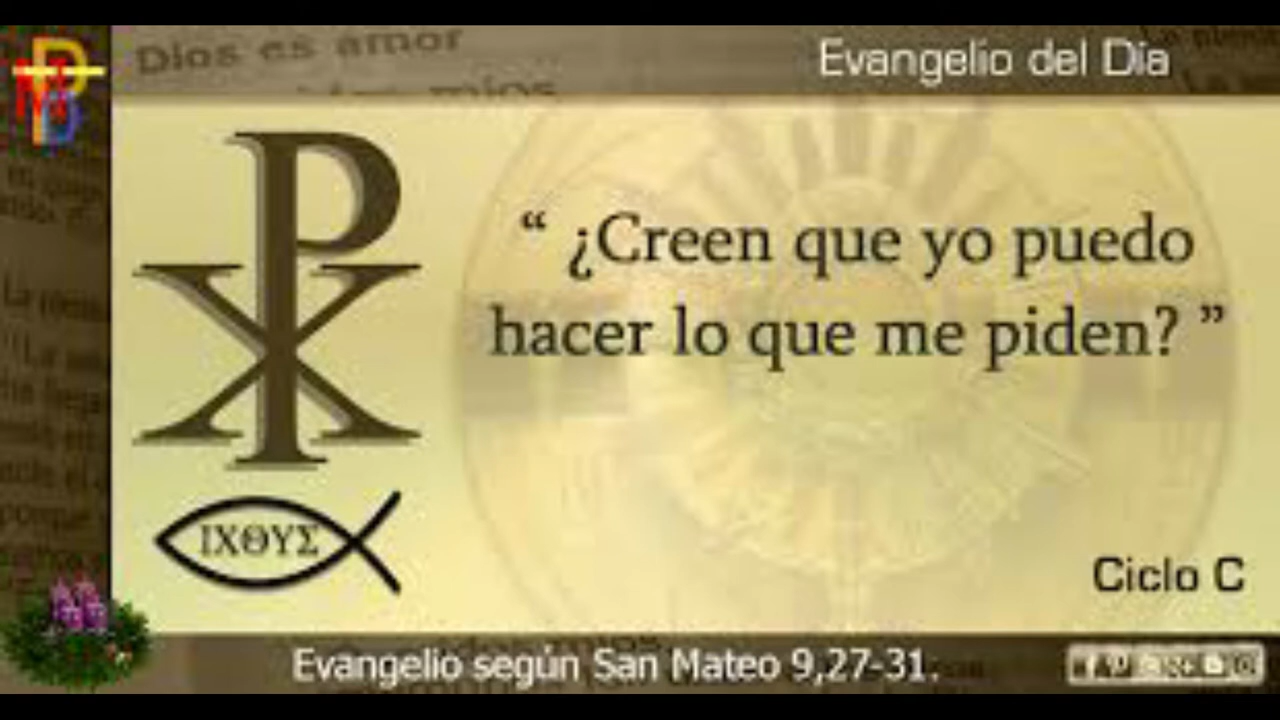 Dios es amor
Evangelio del Día
“ ¿Creen que yo puedo
hacer lo que me piden? ”
ΙΧΘΥΣ
Ciclo C
Evangelio según San Mateo 9,27-31.